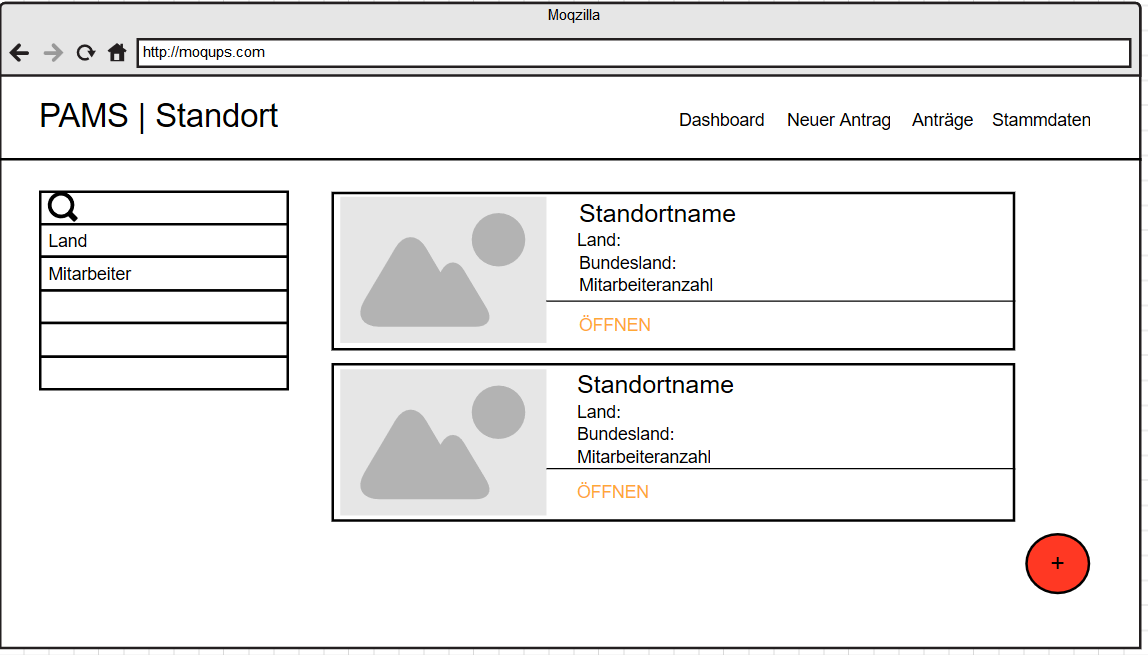 Moqzilla
http://moqups.com
PAMS | Standort
Dashboard Neuer Antrag Anträge Stammdaten
Land
Mitarbeiter
Standortname
Land:
Bundesland:
Mitarbeiteranzahl
ÖFFNEN
Standortname
Land:
Bundesland:
Mitarbeiteranzahl
ÖFFNEN
+